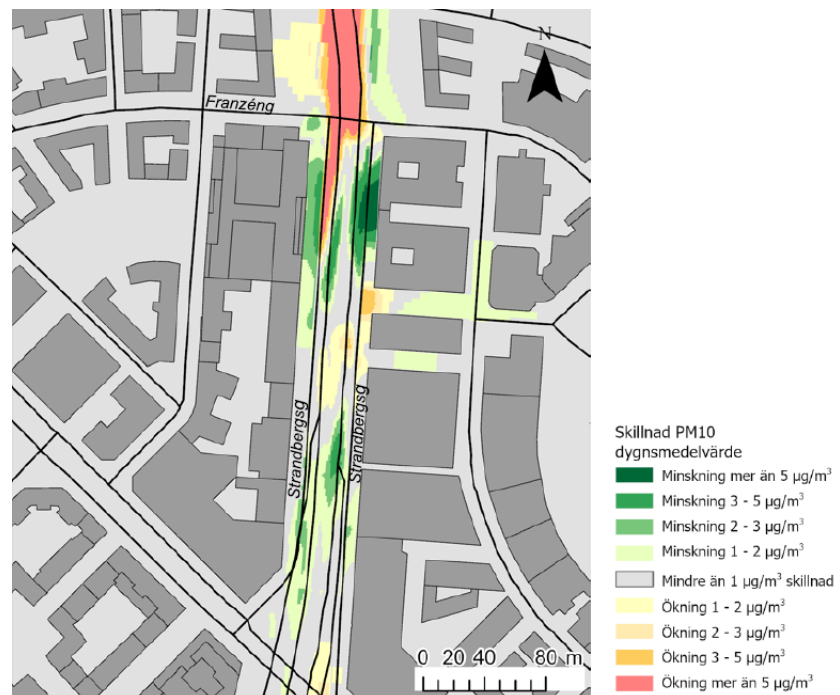 N
Franzéng
Strandbergsg
Strandbergsg
0 20 40 80 m
Skillnad PM10
dygnsmedelvärde
Minskning mer än 5 µg/m³
Minskning 3 - 5 µg/m³
Minskning 2 - 3 µg/m³
Minskning 1 - 2 µg/m³
Mindre än 1 µg/m³ skillnad
Ökning 1 - 2 µg/m³
Ökning 2 - 3 µg/m³
Ökning 3 - 5 µg/m³
Ökning mer än 5 µg/m³